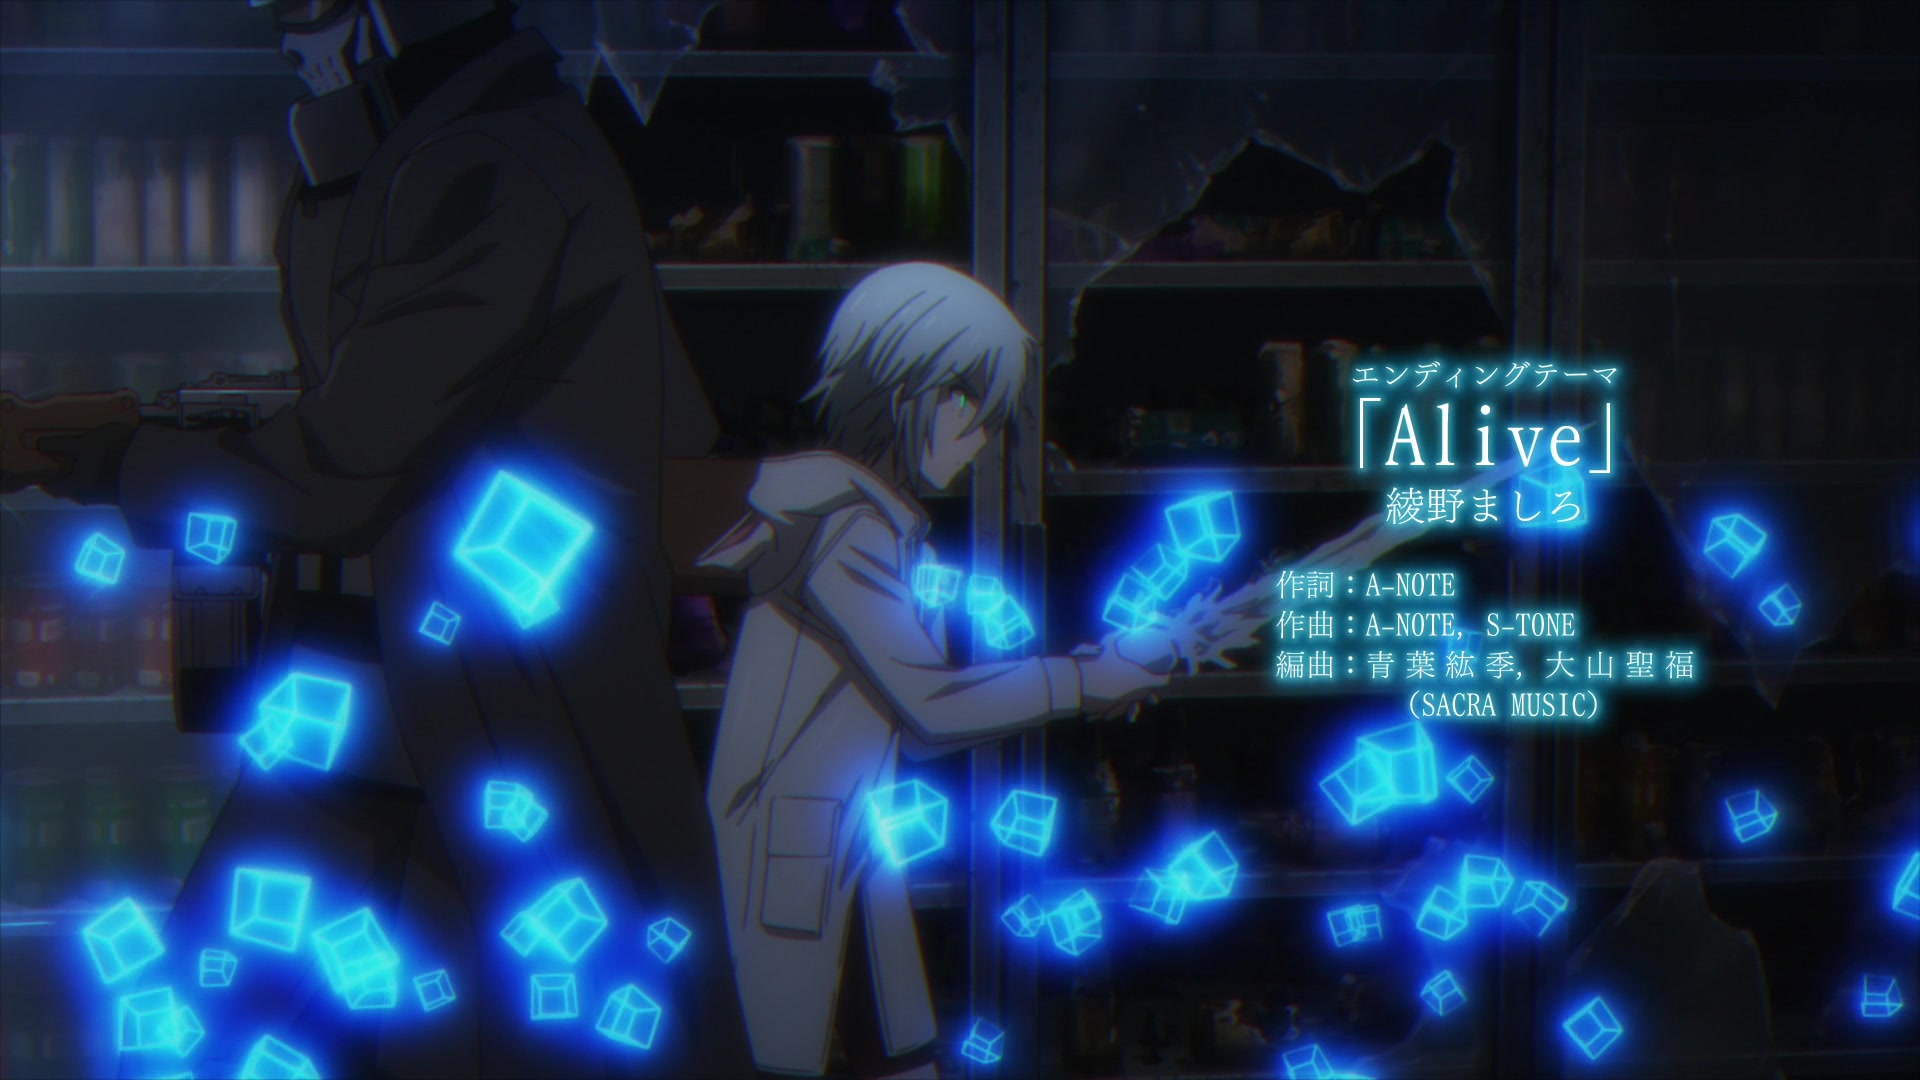 エンディングテーマ
「Alive」
綾野ましろ
作詞：A-NOTE
作曲：A-NOTE, S-TONE
編曲：青葉紘季, 大山聖福
(SACRA MUSIC)